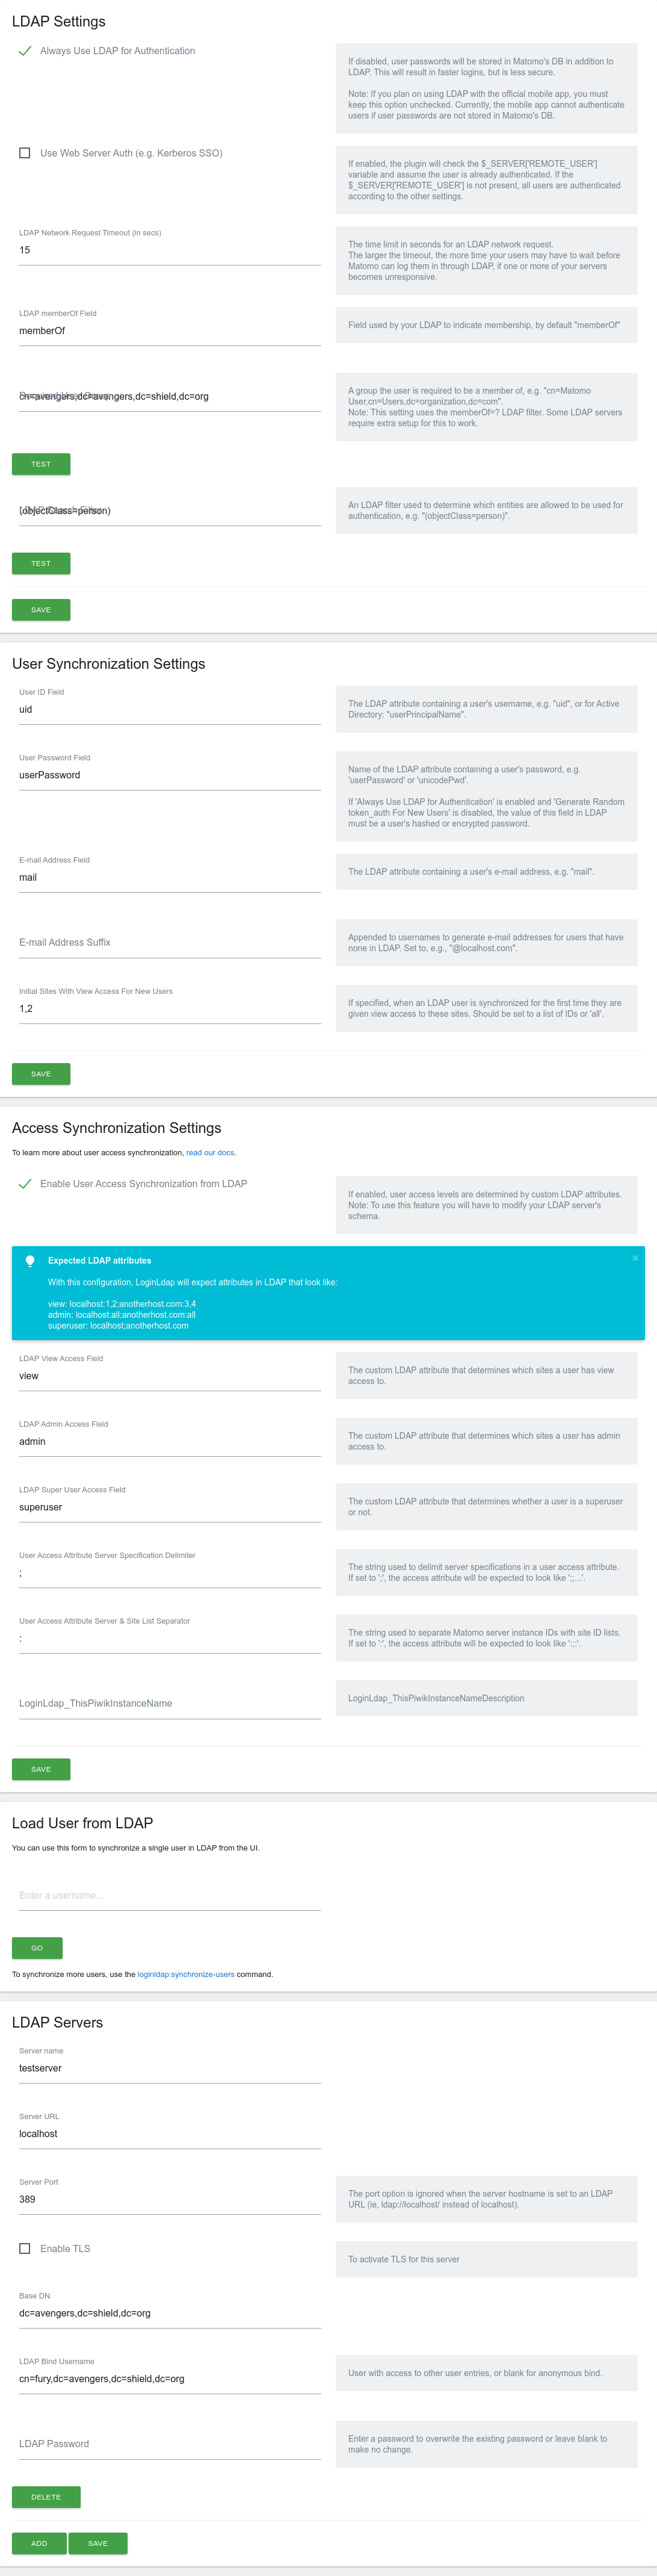 LDAP Settings
Always Use LDAP for Authentication
If disabled, user passwords will be stored in Matomo's DB in addition to
LDAP. This will result in faster logins, but is less secure.
Note: If you plan on using LDAP with the official mobile app, you must
keep this option unchecked. Currently, the mobile app cannot authenticate
users if user passwords are not stored in Matomo's DB.
Use Web Server Auth (e.g. Kerberos SSO)
If enabled, the plugin will check the $_SERVER['REMOTE_USER']
variable and assume the user is already authenticated. If the
$_SERVER['REMOTE_USER'] is not present, all users are authenticated
according to the other settings.
LDAP Network Request Timeout (in secs)
15
The time limit in seconds for an LDAP network request.
The larger the timeout, the more time your users may have to wait before
Matomo can log them in through LDAP, if one or more of your servers
becomes unresponsive.
LDAP memberOf Field
memberOf
Field used by your LDAP to indicate membership, by default "memberOf"
cn=avengers,dc=avengers,dc=shield,dc=org
A group the user is required to be a member of, e.g. "cn=Matomo
User,cn=Users,dc=organization,dc=com".
Note: This setting uses the memberOf=? LDAP filter. Some LDAP servers
require extra setup for this to work.
TEST
(objectClass=person)
An LDAP filter used to determine which entities are allowed to be used for
authentication, e.g. "(objectClass=person)".
TEST
SAVE
User Synchronization Settings
User ID Field
uid
The LDAP attribute containing a user's username, e.g. "uid", or for Active
Directory: "userPrincipalName".
User Password Field
userPassword
Name of the LDAP attribute containing a user's password, e.g.
'userPassword' or 'unicodePwd'.
If 'Always Use LDAP for Authentication' is enabled and 'Generate Random
token_auth For New Users' is disabled, the value of this field in LDAP
must be a user's hashed or encrypted password.
E-mail Address Field
mail
The LDAP attribute containing a user's e-mail address, e.g. "mail".
E-mail Address Suffix
Appended to usernames to generate e-mail addresses for users that have
none in LDAP. Set to, e.g., "@localhost.com".
Initial Sites With View Access For New Users
1,2
If specified, when an LDAP user is synchronized for the first time they are
given view access to these sites. Should be set to a list of IDs or 'all'.
SAVE
Access Synchronization Settings
To learn more about user access synchronization, read our docs.
Enable User Access Synchronization from LDAP
If enabled, user access levels are determined by custom LDAP attributes.
Note: To use this feature you will have to modify your LDAP server's
schema.
Expected LDAP attributes
×
With this configuration, LoginLdap will expect attributes in LDAP that look like:
view: localhost:1,2;anotherhost.com:3,4
admin: localhost:all;anotherhost.com:all
superuser: localhost;anotherhost.com
LDAP View Access Field
view
The custom LDAP attribute that determines which sites a user has view
access to.
LDAP Admin Access Field
admin
The custom LDAP attribute that determines which sites a user has admin
access to.
LDAP Super User Access Field
superuser
The custom LDAP attribute that determines whether a user is a superuser
or not.
User Access Attribute Server Specification Delimiter
;
The string used to delimit server specifications in a user access attribute.
If set to ';', the access attribute will be expected to look like ';;...'.
User Access Attribute Server & Site List Separator
:
The string used to separate Matomo server instance IDs with site ID lists.
If set to ':', the access attribute will be expected to look like ':;:'.
LoginLdap_ThisPiwikInstanceName
LoginLdap_ThisPiwikInstanceNameDescription
SAVE
Load User from LDAP
You can use this form to synchronize a single user in LDAP from the UI.
Enter a username...
GO
To synchronize more users, use the loginldap:synchronize-users command.
LDAP Servers
Server name
testserver
Server URL
localhost
Server Port
389
The port option is ignored when the server hostname is set to an LDAP
URL (ie, ldap://localhost/ instead of localhost).
Enable TLS
To activate TLS for this server
Base DN
dc=avengers,dc=shield,dc=org
LDAP Bind Username
cn=fury,dc=avengers,dc=shield,dc=org
User with access to other user entries, or blank for anonymous bind.
LDAP Password
Enter a password to overwrite the existing password or leave blank to
make no change.
DELETE
ADD SAVE